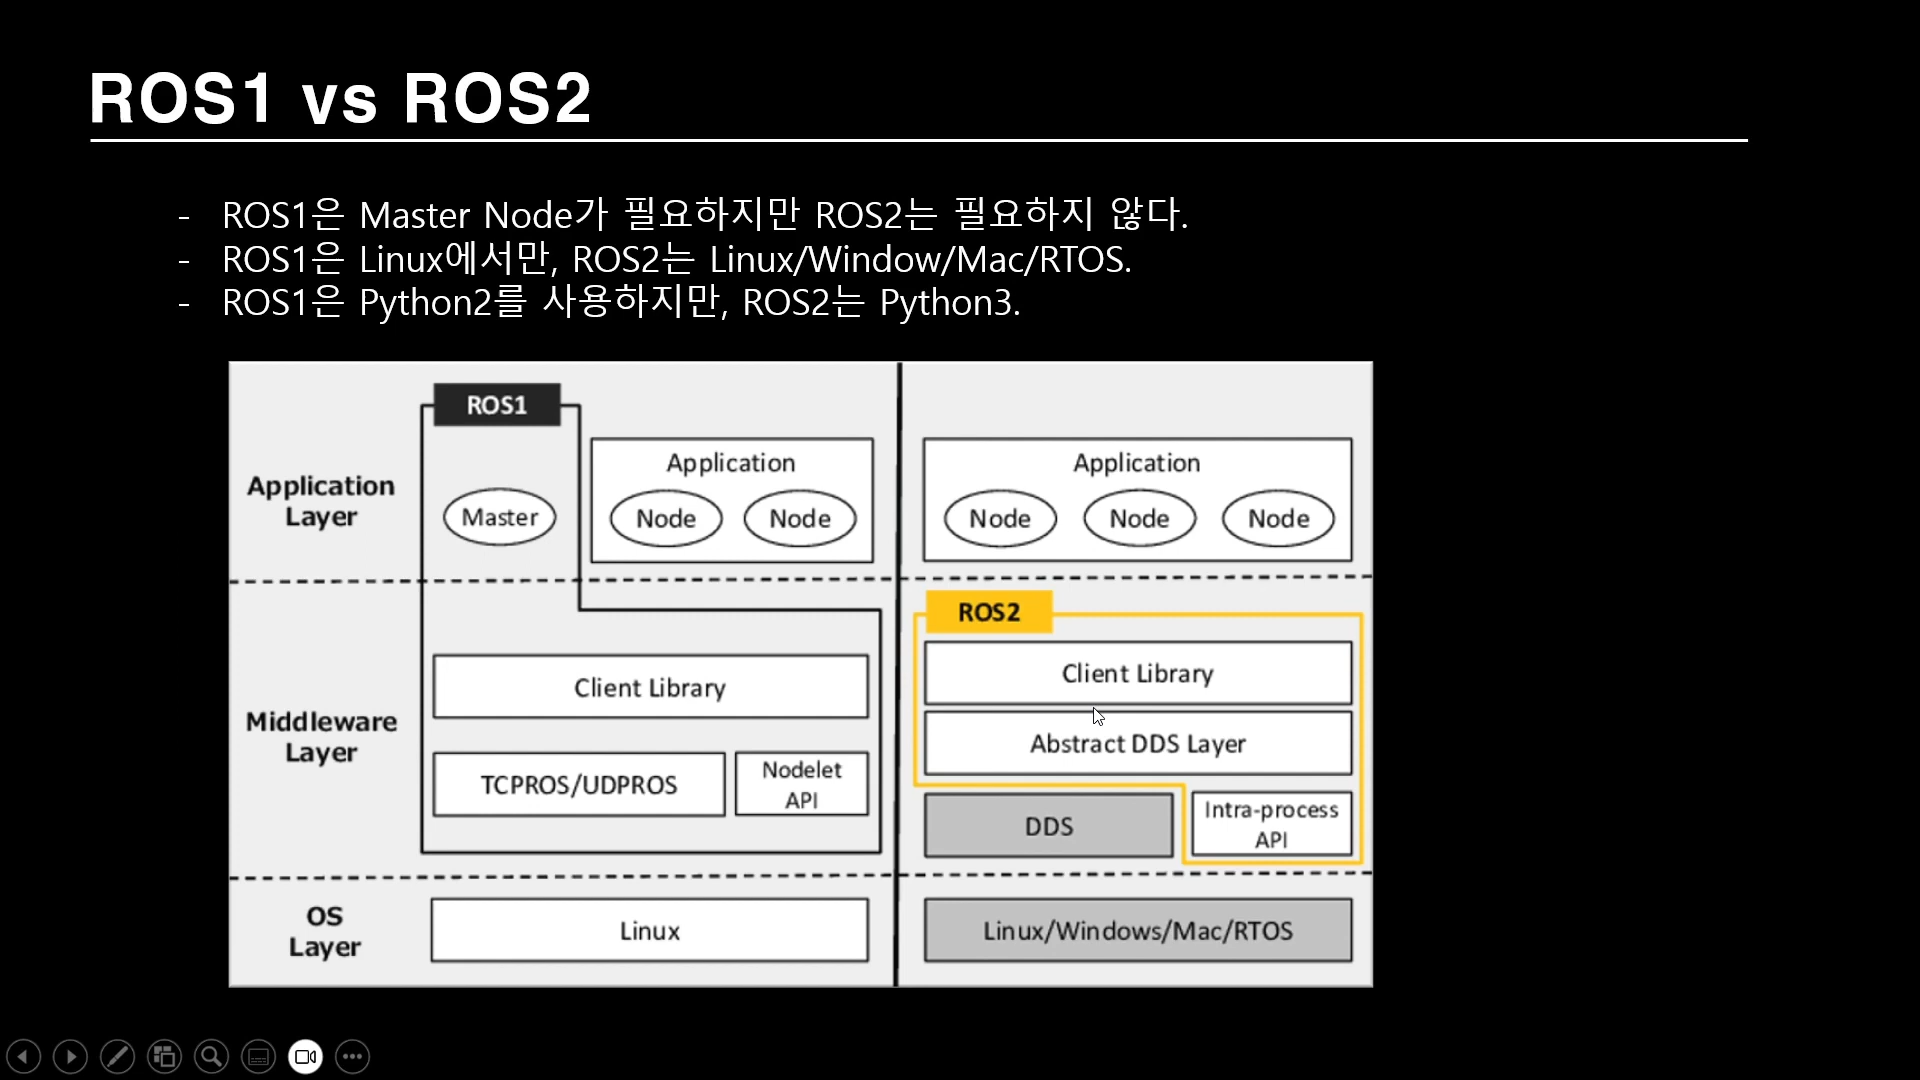 ROS1 vs ROS2
- ROS1은 Master Node가 필요하지만 ROS2는 필요하지 않다.
- ROS1은 Linux에서만, ROS2는 Linux/Window/Mac/RTOS.
- ROS1은 Python2를 사용하지만, ROS2는 Python3.
ROS1
Application
Layer
Master
Application
Node Node
Application
Node Node Node
Middleware
Layer
Client Library
TCPROS/UDPROS
Nodelet
API
ROS2
Client Library
Abstract DDS Layer
DDS
Intra-process
API
OS
Layer
Linux
Linux/Windows/Mac/RTOS